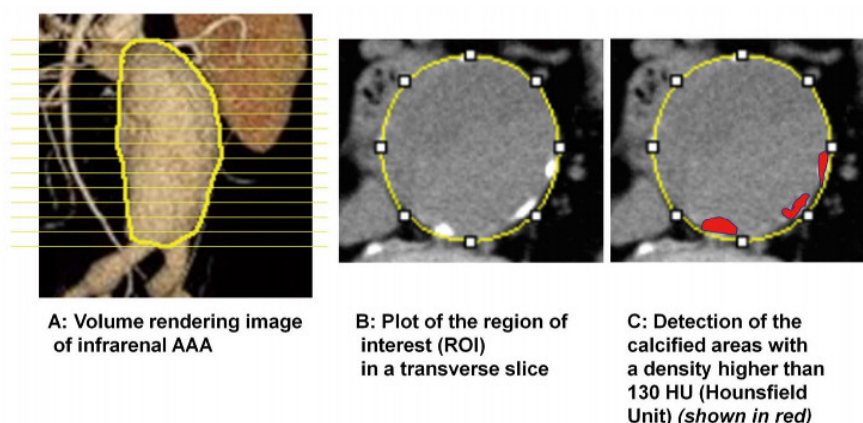 A: Volume rendering image
of infrarenal AAA
B: Plot of the region of
interest (ROI)
in a transverse slice
C: Detection of the
calcified areas with
a density higher than
130 HU (Hounsfield
Unit) (shown in red)